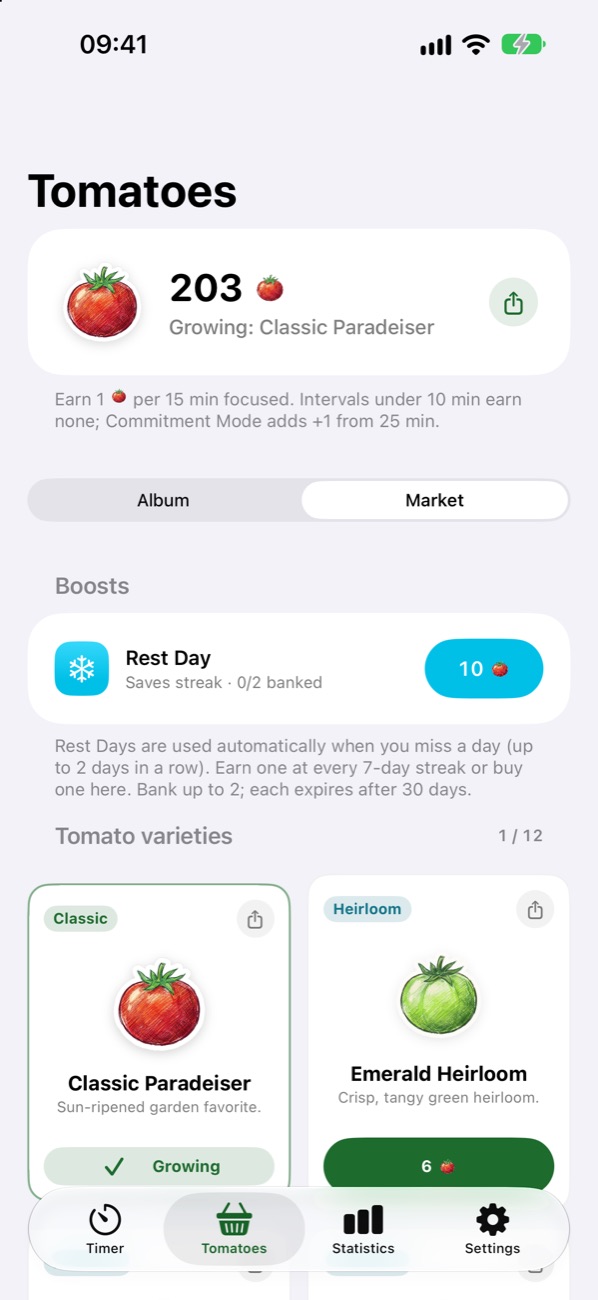 09:41
Tomatoes
203
Growing: Classic Paradeiser
Earn 1 per 15 min focused. Intervals under 10 min earn
none; Commitment Mode adds +1 from 25 min.
Album
Market
Boosts
Rest Day
Saves streak · 0/2 banked
10
Rest Days are used automatically when you miss a day (up
to 2 days in a row). Earn one at every 7-day streak or buy
one here. Bank up to 2; each expires after 30 days.
Tomato varieties
1 / 12
Classic
Classic Paradeiser
Sun-ripened garden favorite.
Growing
Heirloom
Emerald Heirloom
Crisp, tangy green heirloom.
6
Timer
Tomatoes
Statistics
Settings